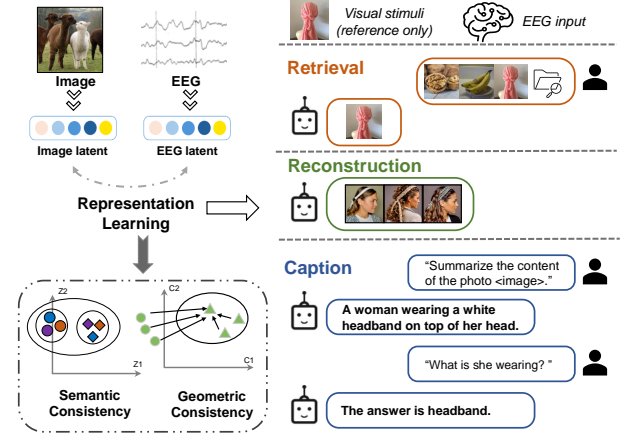 Image
EEG
Image latent
EEG latent
Representation
Learning
Z2
Z1
Semantic
Consistency
C2
C1
Geometric
Consistency
Visual stimuli
(reference only)
EEG input
Retrieval
Reconstruction
Caption
“Summarize the content
of the photo <image>.”
A woman wearing a white
headband on top of her head.
“What is she wearing? ”
The answer is headband.